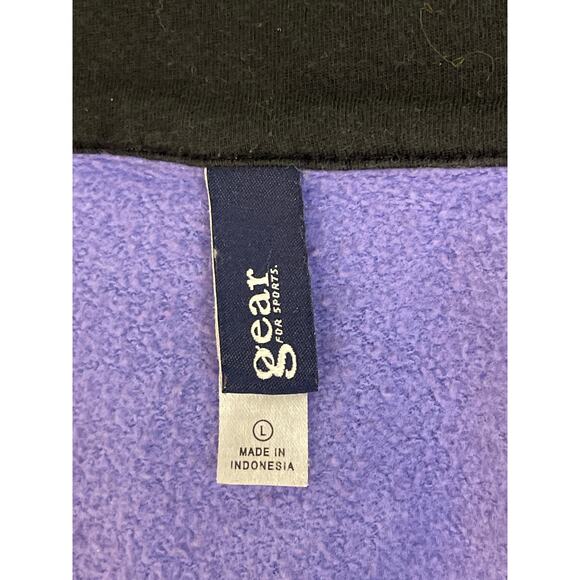 gear
FOR SPORTS.
L
MADE IN
INDONESIA